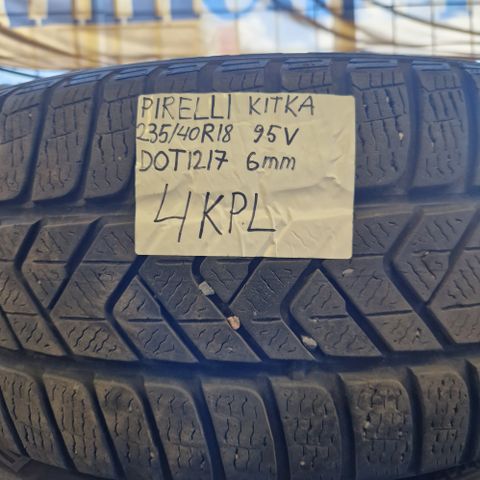 PIRELLI KITKA
235/40R18 95V
DOT1217 6mm
4KPL